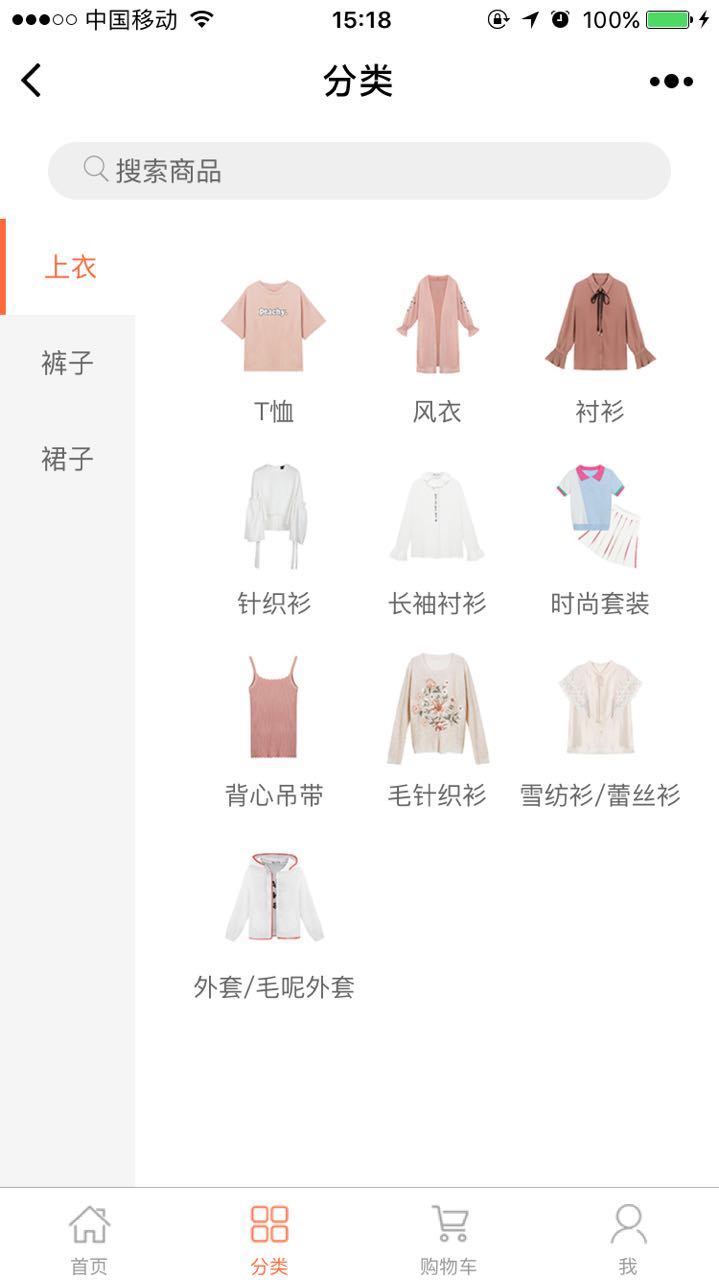 中国移动 15:18 100%
分类
搜索商品
上衣
裤子
裙子
Peachy.
T恤 风衣 衬衫
针织衫 长袖衬衫 时尚套装
背心吊带 毛针织衫 雪纺衫/蕾丝衫
外套/毛呢外套
首页 分类 购物车 我